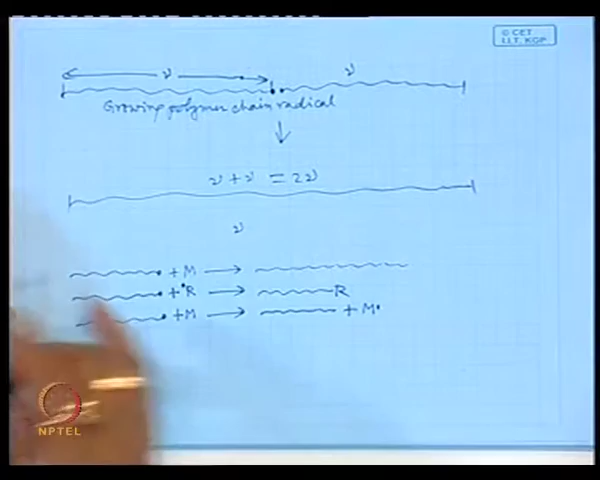 © CET
I.I.T. KGP
ν ν
Growing polymer chain radical
ν + ν = 2ν
ν
+ M →
+ •R → R
+ M → + M•
NPTEL